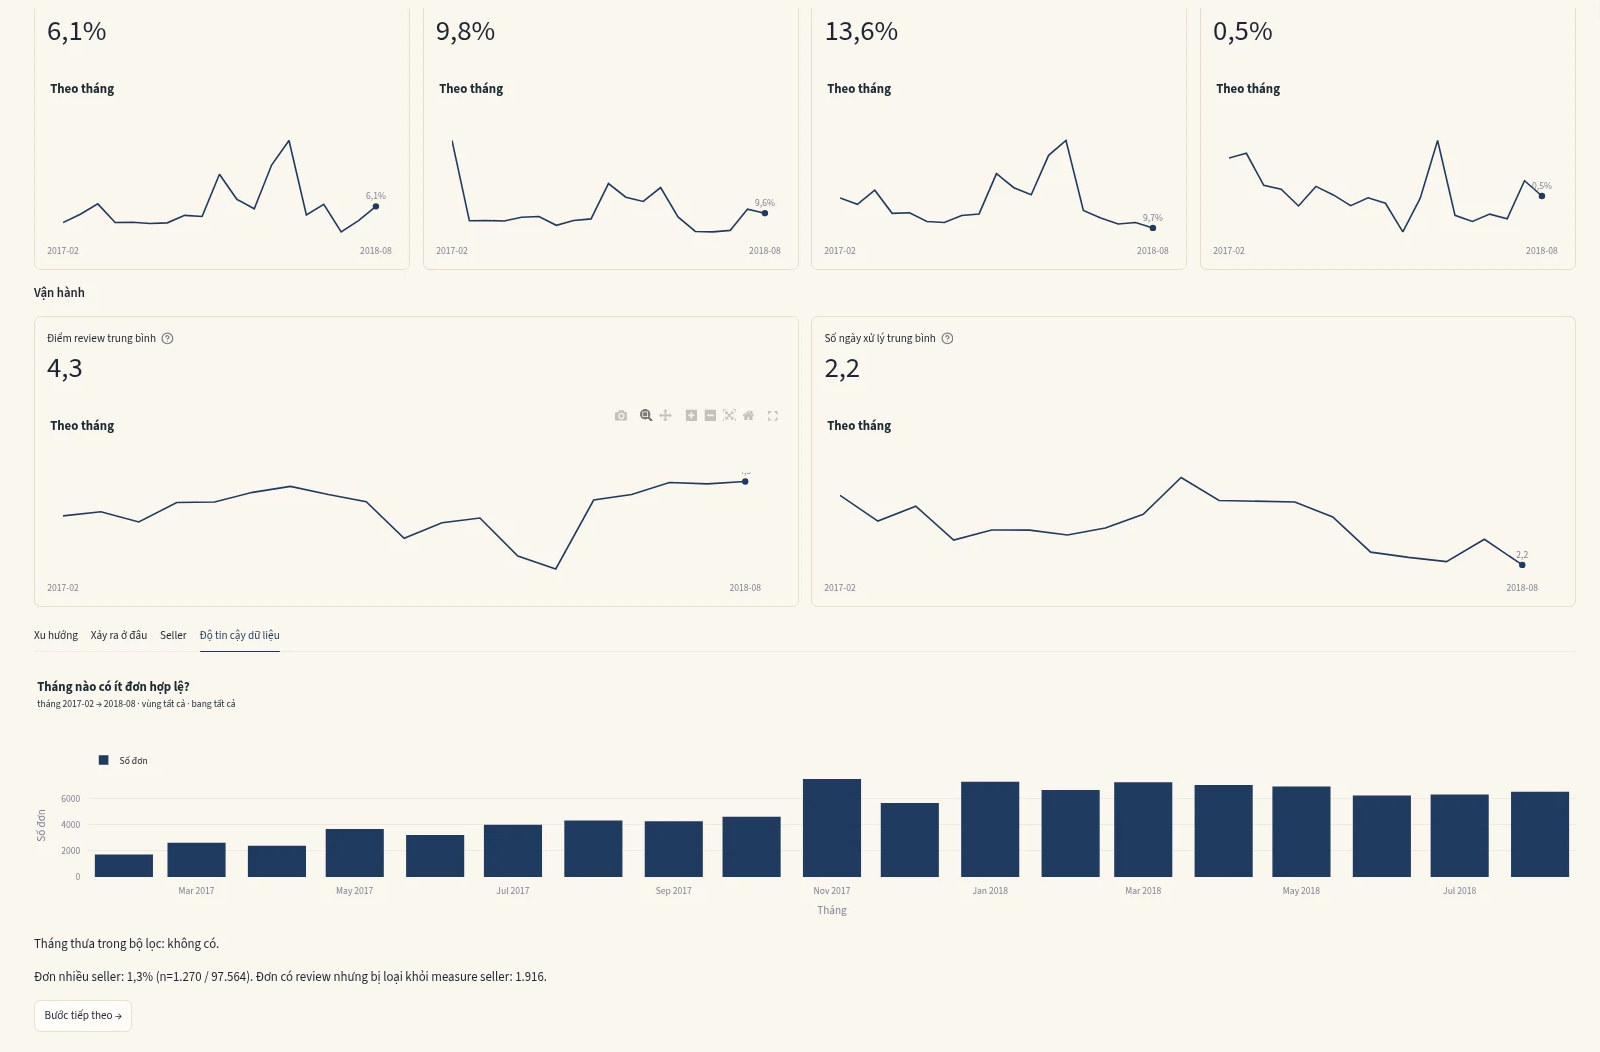 6,1%
9,8%
13,6%
0,5%
Theo tháng
Theo tháng
Theo tháng
Theo tháng
6,1%
9,6%
9,7%
0,5%
2017-02
2018-08
2017-02
2018-08
2017-02
2018-08
2017-02
2018-08
Vận hành
Điểm review trung bình
4,3
Theo tháng
2017-02
2018-08
Số ngày xử lý trung bình
2,2
Theo tháng
2,2
2017-02
2018-08
Xu hướng Xảy ra ở đâu Seller Độ tin cậy dữ liệu
Tháng nào có ít đơn hợp lệ?
tháng 2017-02 → 2018-08 · vùng tất cả · bang tất cả
Số đơn
Số đơn
6000
4000
2000
0
Mar 2017 May 2017 Jul 2017 Sep 2017 Nov 2017 Jan 2018 Mar 2018 May 2018 Jul 2018
Tháng
Tháng thưa trong bộ lọc: không có.
Đơn nhiều seller: 1,3% (n=1.270 / 97.564). Đơn có review nhưng bị loại khỏi measure seller: 1.916.
Bước tiếp theo →